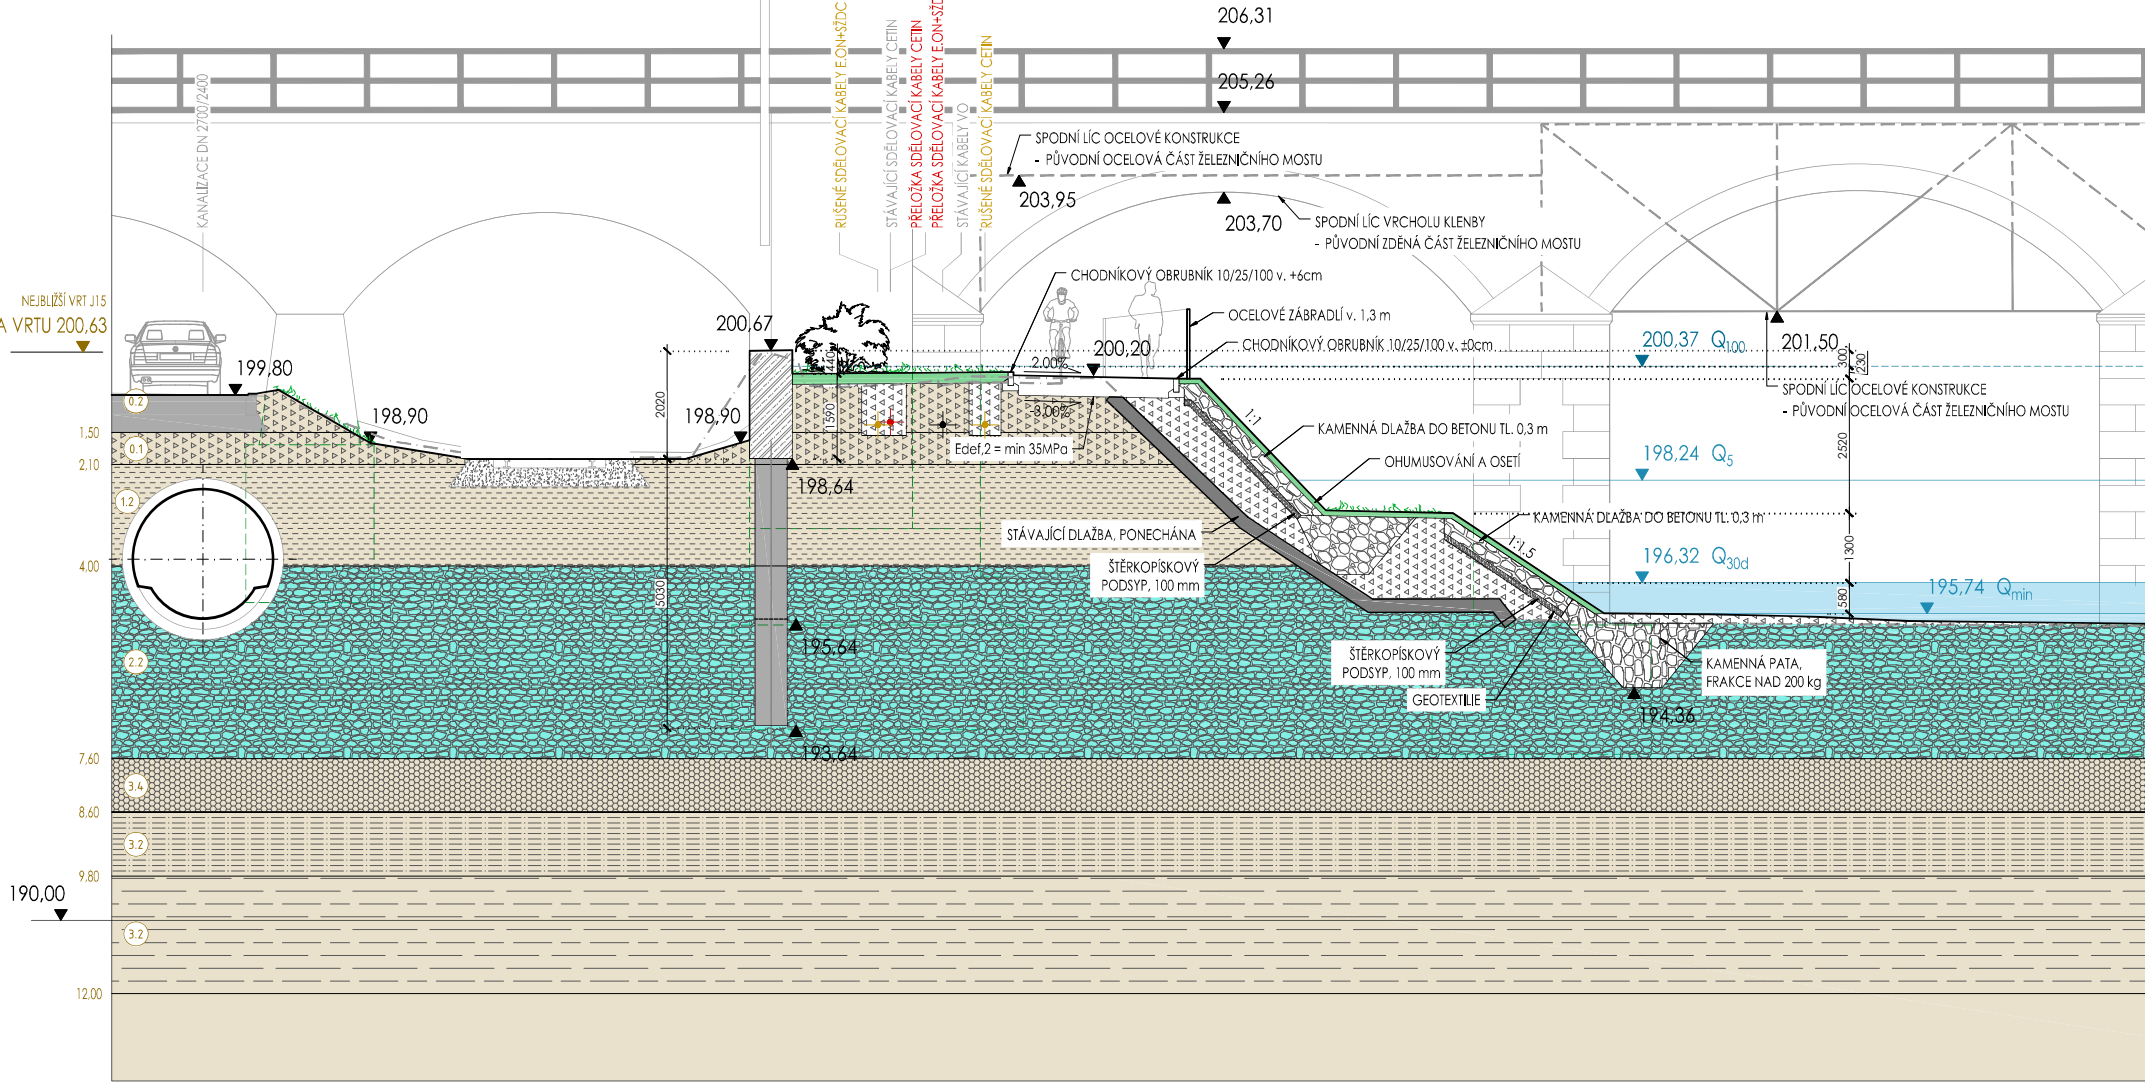 206,31
205,26
KANALIZACE DN 2700/2400
RUŠENÉ SDĚLOVACÍ KABELY E.ON+SŽDC
STÁVAJÍCÍ SDĚLOVACÍ KABELY CETIN
PŘELOŽKA SDĚLOVACÍ KABELY CETIN
PŘELOŽKA SDĚLOVACÍ KABELY E.ON+SŽD
STÁVAJÍCÍ KABELY VO
RUŠENÉ SDĚLOVACÍ KABELY CETIN
SPODNÍ LÍC OCELOVÉ KONSTRUKCE
- PŮVODNÍ OCELOVÁ ČÁST ŽELEZNIČNÍHO MOSTU
203,95
203,70
SPODNÍ LÍC VRCHOLU KLENBY
- PŮVODNÍ ZDĚNÁ ČÁST ŽELEZNIČNÍHO MOSTU
CHODNÍKOVÝ OBRUBNÍK 10/25/100 v. +6cm
NEJBLIŽŠÍ VRT J15
A VRTU 200,63
200,67
OCELOVÉ ZÁBRADLÍ v. 1,3 m
CHODNÍKOVÝ OBRUBNÍK 10/25/100 v. ±0cm
200,20
2.00%
200,37 Q100
201,50
300
230
SPODNÍ LÍC OCELOVÉ KONSTRUKCE
- PŮVODNÍ OCELOVÁ ČÁST ŽELEZNIČNÍHO MOSTU
199,80
0.2
198,90
198,90
2020
440
1590
-3.00%
Edef,2 = min 35MPa
1:1
KAMENNÁ DLAŽBA DO BETONU TL. 0,3 m
OHUMUSOVÁNÍ A OSETÍ
198,24 Q5
2520
1,50
0.1
2,10
1.2
198,64
KAMENNÁ DLAŽBA DO BETONU TL. 0,3 m
STÁVAJÍCÍ DLAŽBA, PONECHÁNA
1:1.5
1300
ŠTĚRKOPÍSKOVÝ
PODSYP, 100 mm
196,32 Q30d
4,00
5030
580
195,74 Qmin
195,64
2.2
ŠTĚRKOPÍSKOVÝ
PODSYP, 100 mm
GEOTEXTILIE
KAMENNÁ PATA,
FRAKCE NAD 200 kg
194,36
193,64
7,60
3.4
8,60
3.2
9,80
190,00
3.2
12,00